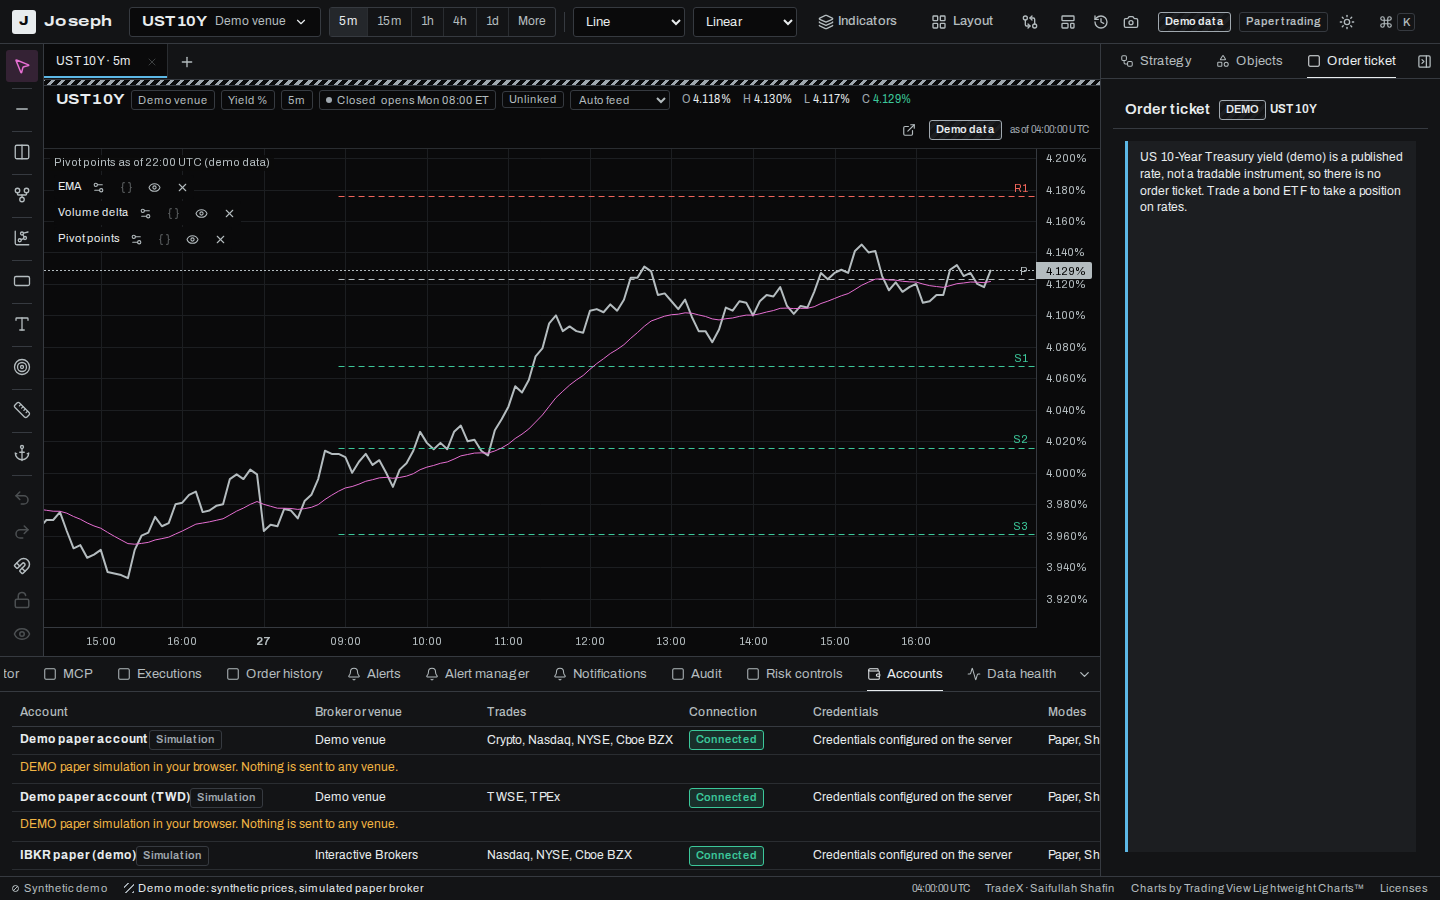 J Joseph UST10Y Demo venue 5m 15m 1h 4h 1d More Line Linear Indicators Layout Demo data Paper trading ⌘ K
UST10Y · 5m
Strategy Objects Order ticket
UST10Y Demo venue Yield % 5m Closed opens Mon 08:00 ET Unlinked Auto feed O 4.118% H 4.130% L 4.117% C 4.129%
Demo data as of 04:00:00 UTC
Pivot points as of 22:00 UTC (demo data)
EMA
Volume delta
Pivot points
R1
P
S1
S2
S3
4.200%
4.180%
4.160%
4.140%
4.129%
4.120%
4.100%
4.080%
4.060%
4.040%
4.020%
4.000%
3.980%
3.960%
3.940%
3.920%
15:00 16:00 27 09:00 10:00 11:00 12:00 13:00 14:00 15:00 16:00
Order ticket DEMO UST10Y
US 10-Year Treasury yield (demo) is a published
rate, not a tradable instrument, so there is no
order ticket. Trade a bond ETF to take a position
on rates.
tor MCP Executions Order history Alerts Alert manager Notifications Audit Risk controls Accounts Data health
Account Broker or venue Trades Connection Credentials Modes
Demo paper account Simulation Demo venue Crypto, Nasdaq, NYSE, Cboe BZX Connected Credentials configured on the server Paper, Sh
DEMO paper simulation in your browser. Nothing is sent to any venue.
Demo paper account (TWD) Simulation Demo venue TWSE, TPEx Connected Credentials configured on the server Paper, Sh
DEMO paper simulation in your browser. Nothing is sent to any venue.
IBKR paper (demo) Simulation Interactive Brokers Nasdaq, NYSE, Cboe BZX Connected Credentials configured on the server Paper, Sh
Synthetic demo Demo mode: synthetic prices, simulated paper broker 04:00:00 UTC TradeX · Saifullah Shafin Charts by TradingView Lightweight Charts™ Licenses